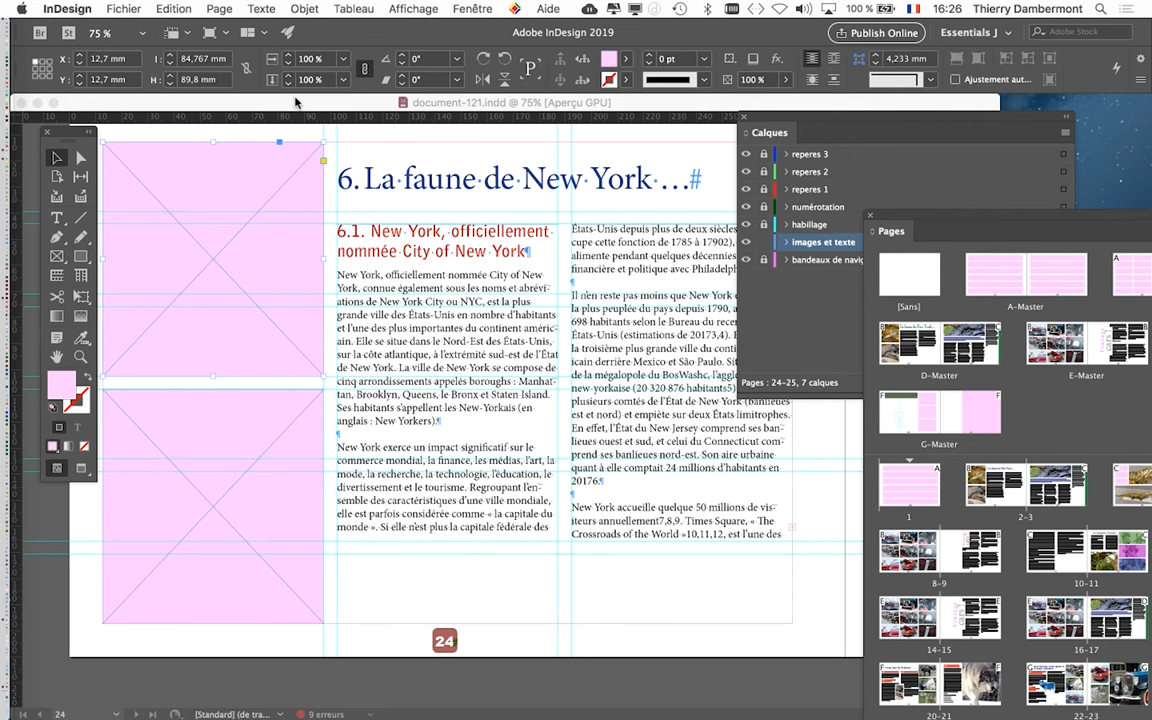 InDesign Fichier Edition Page Texte Objet Tableau Affichage Fenêtre Aide 100 % 16:26 Thierry Dambermont
Br St 75 % Adobe InDesign 2019 Publish Online Essentials J Adobe Stock
X: 12,7 mm I: 84,767 mm 100 % 0° P 0 pt fx. 4,233 mm
Y: 12,7 mm H: 89,8 mm 100 % 0° 100 % Ajustement aut...
document-121.indd @ 75% [Aperçu GPU]
6. La faune de New York …#
6.1. New York, officiellement
nommée City of New York¶
New York, officiellement nommée City of New
York, connue également sous les noms et abrévi-
ations de New York City ou NYC, est la plus
grande ville des États-Unis en nombre d'habitants
et l'une des plus importantes du continent améric-
ain. Elle se situe dans le Nord-Est des États-Unis,
sur la côte atlantique, à l'extrémité sud-est de l'État
de New York. La ville de New York se compose de
cinq arrondissements appelés boroughs : Manhat-
tan, Brooklyn, Queens, le Bronx et Staten Island.
Ses habitants s'appellent les New-Yorkais (en
anglais : New Yorkers).¶
¶
New York exerce un impact significatif sur le
commerce mondial, la finance, les médias, l'art, la
mode, la recherche, la technologie, l'éducation, le
divertissement et le tourisme. Regroupant l'en-
semble des caractéristiques d'une ville mondiale,
elle est parfois considérée comme « la capitale du
monde ». Si elle n'est plus la capitale fédérale des
États-Unis depuis plus de deux siècles
cupe cette fonction de 1785 à 17902),
alimente pendant quelques décennies
financière et politique avec Philadelph
¶
Il n'en reste pas moins que New York
la plus peuplée du pays depuis 1790, a
698 habitants selon le Bureau du recen
États-Unis (estimations de 20173,4).
la troisième plus grande ville du conti
icain derrière Mexico et São Paulo. Sit
de la mégalopole du BosWashc, l'agglo
new-yorkaise (20 320 876 habitants5)
plusieurs comtés de l'État de New York (banlieues
est et nord) et empiète sur deux États limitrophes.
En effet, l'État du New Jersey comprend ses ban-
lieues ouest et sud, et celui du Connecticut com-
prend ses banlieues nord-est. Son aire urbaine
quant à elle comptait 24 millions d'habitants en
20176.¶
¶
New York accueille quelque 50 millions de vis-
iteurs annuellement7,8,9. Times Square, « The
Crossroads of the World »10,11,12, est l'une des
24
Calques
reperes 3
reperes 2
reperes 1
numérotation
habillage
images et texte
bandeaux de navig
Pages : 24-25, 7 calques
Pages
[Sans] A-Master
D-Master E-Master
G-Master
1 2-3
8-9 10-11
14-15 16-17
20-21 22-23
24 [Standard] (de tra... 9 erreurs